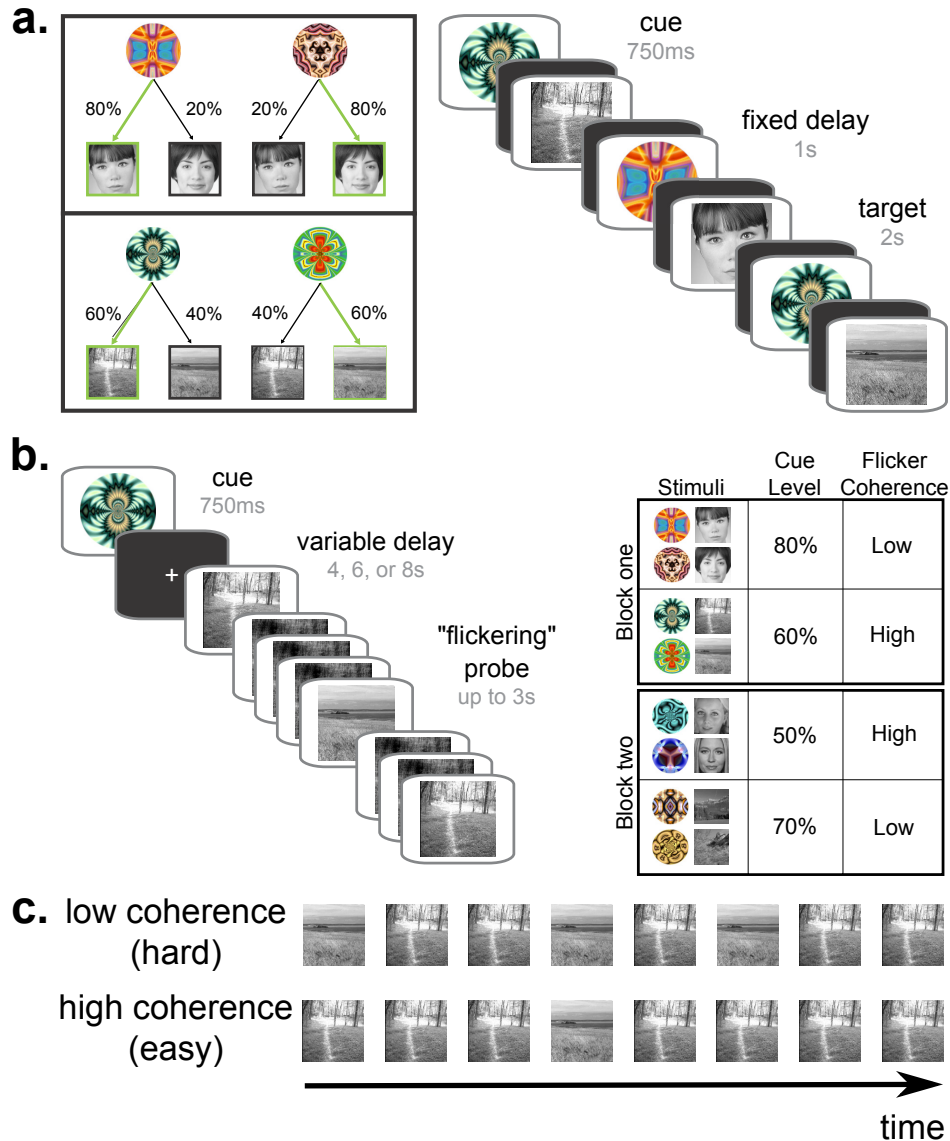 a.
80%
20%
20%
80%
60%
40%
40%
60%
cue
750ms
fixed delay
1s
target
2s
b.
cue
750ms
variable delay
4, 6, or 8s
"flickering"
probe
up to 3s
Stimuli
Cue
Level
Flicker
Coherence
Block one
80%
Low
60%
High
Block two
50%
High
70%
Low
c.
low coherence
(hard)
high coherence
(easy)
time